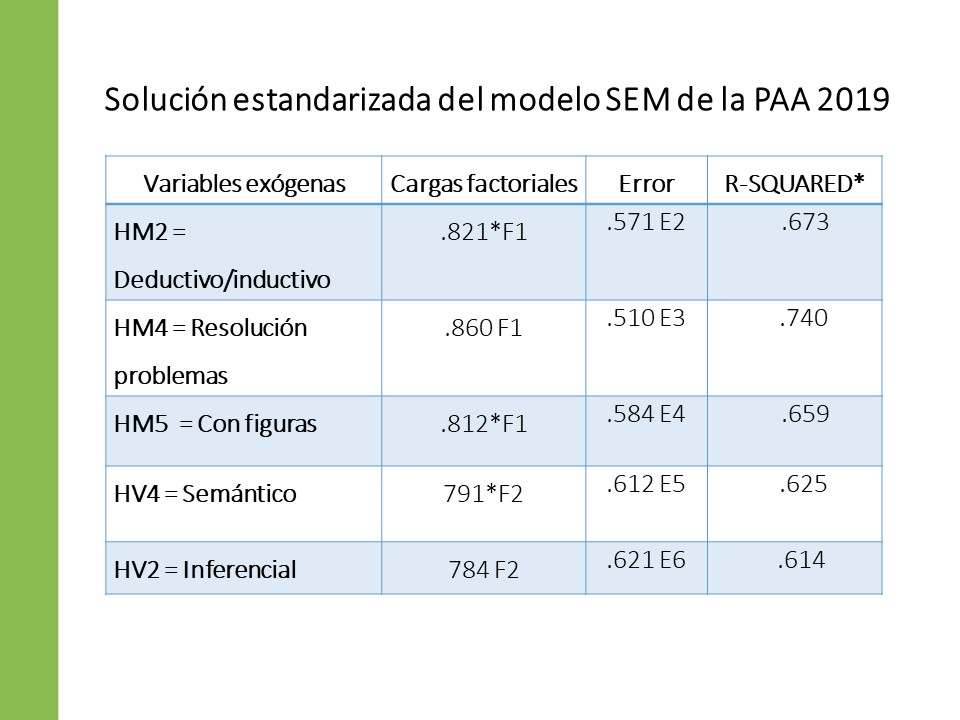 Solución estandarizada del modelo SEM de la PAA 2019
Variables exógenas Cargas factoriales Error R-SQUARED*
HM2 = Deductivo/inductivo .821*F1 .571 E2 .673
HM4 = Resolución problemas .860 F1 .510 E3 .740
HM5 = Con figuras .812*F1 .584 E4 .659
HV4 = Semántico 791*F2 .612 E5 .625
HV2 = Inferencial 784 F2 .621 E6 .614